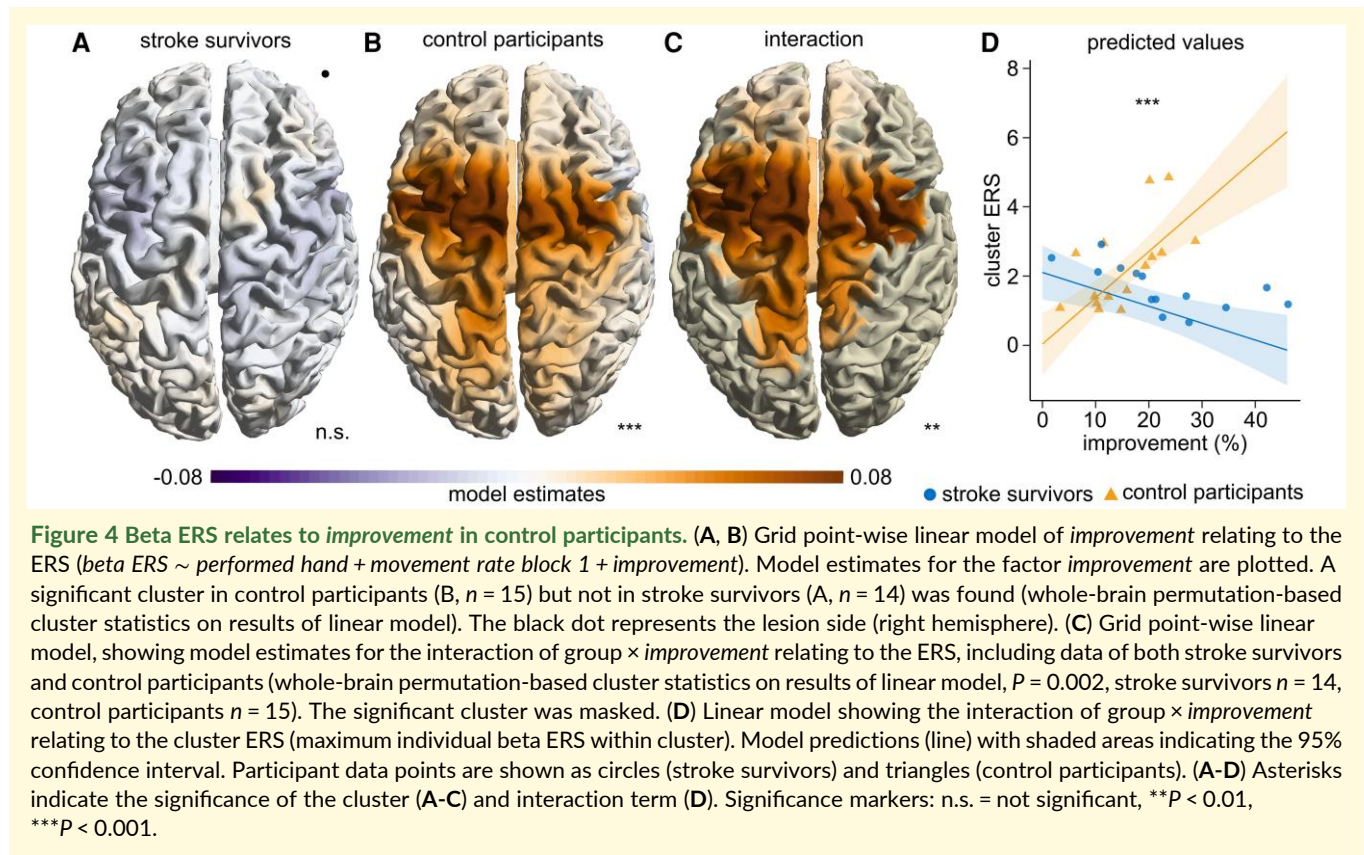 A stroke survivors
B control participants
C interaction
D predicted values
n.s.
***
**
***
8
6
4
2
0
cluster ERS
0 10 20 30 40
improvement (%)
-0.08
0.08
model estimates
stroke survivors control participants
Figure 4 Beta ERS relates to improvement in control participants. (A, B) Grid point-wise linear model of improvement relating to the
ERS (beta ERS ~ performed hand + movement rate block 1 + improvement). Model estimates for the factor improvement are plotted. A
significant cluster in control participants (B, n = 15) but not in stroke survivors (A, n = 14) was found (whole-brain permutation-based
cluster statistics on results of linear model). The black dot represents the lesion side (right hemisphere). (C) Grid point-wise linear
model, showing model estimates for the interaction of group × improvement relating to the ERS, including data of both stroke survivors
and control participants (whole-brain permutation-based cluster statistics on results of linear model, P = 0.002, stroke survivors n = 14,
control participants n = 15). The significant cluster was masked. (D) Linear model showing the interaction of group × improvement
relating to the cluster ERS (maximum individual beta ERS within cluster). Model predictions (line) with shaded areas indicating the 95%
confidence interval. Participant data points are shown as circles (stroke survivors) and triangles (control participants). (A-D) Asterisks
indicate the significance of the cluster (A-C) and interaction term (D). Significance markers: n.s. = not significant, **P < 0.01,
***P < 0.001.